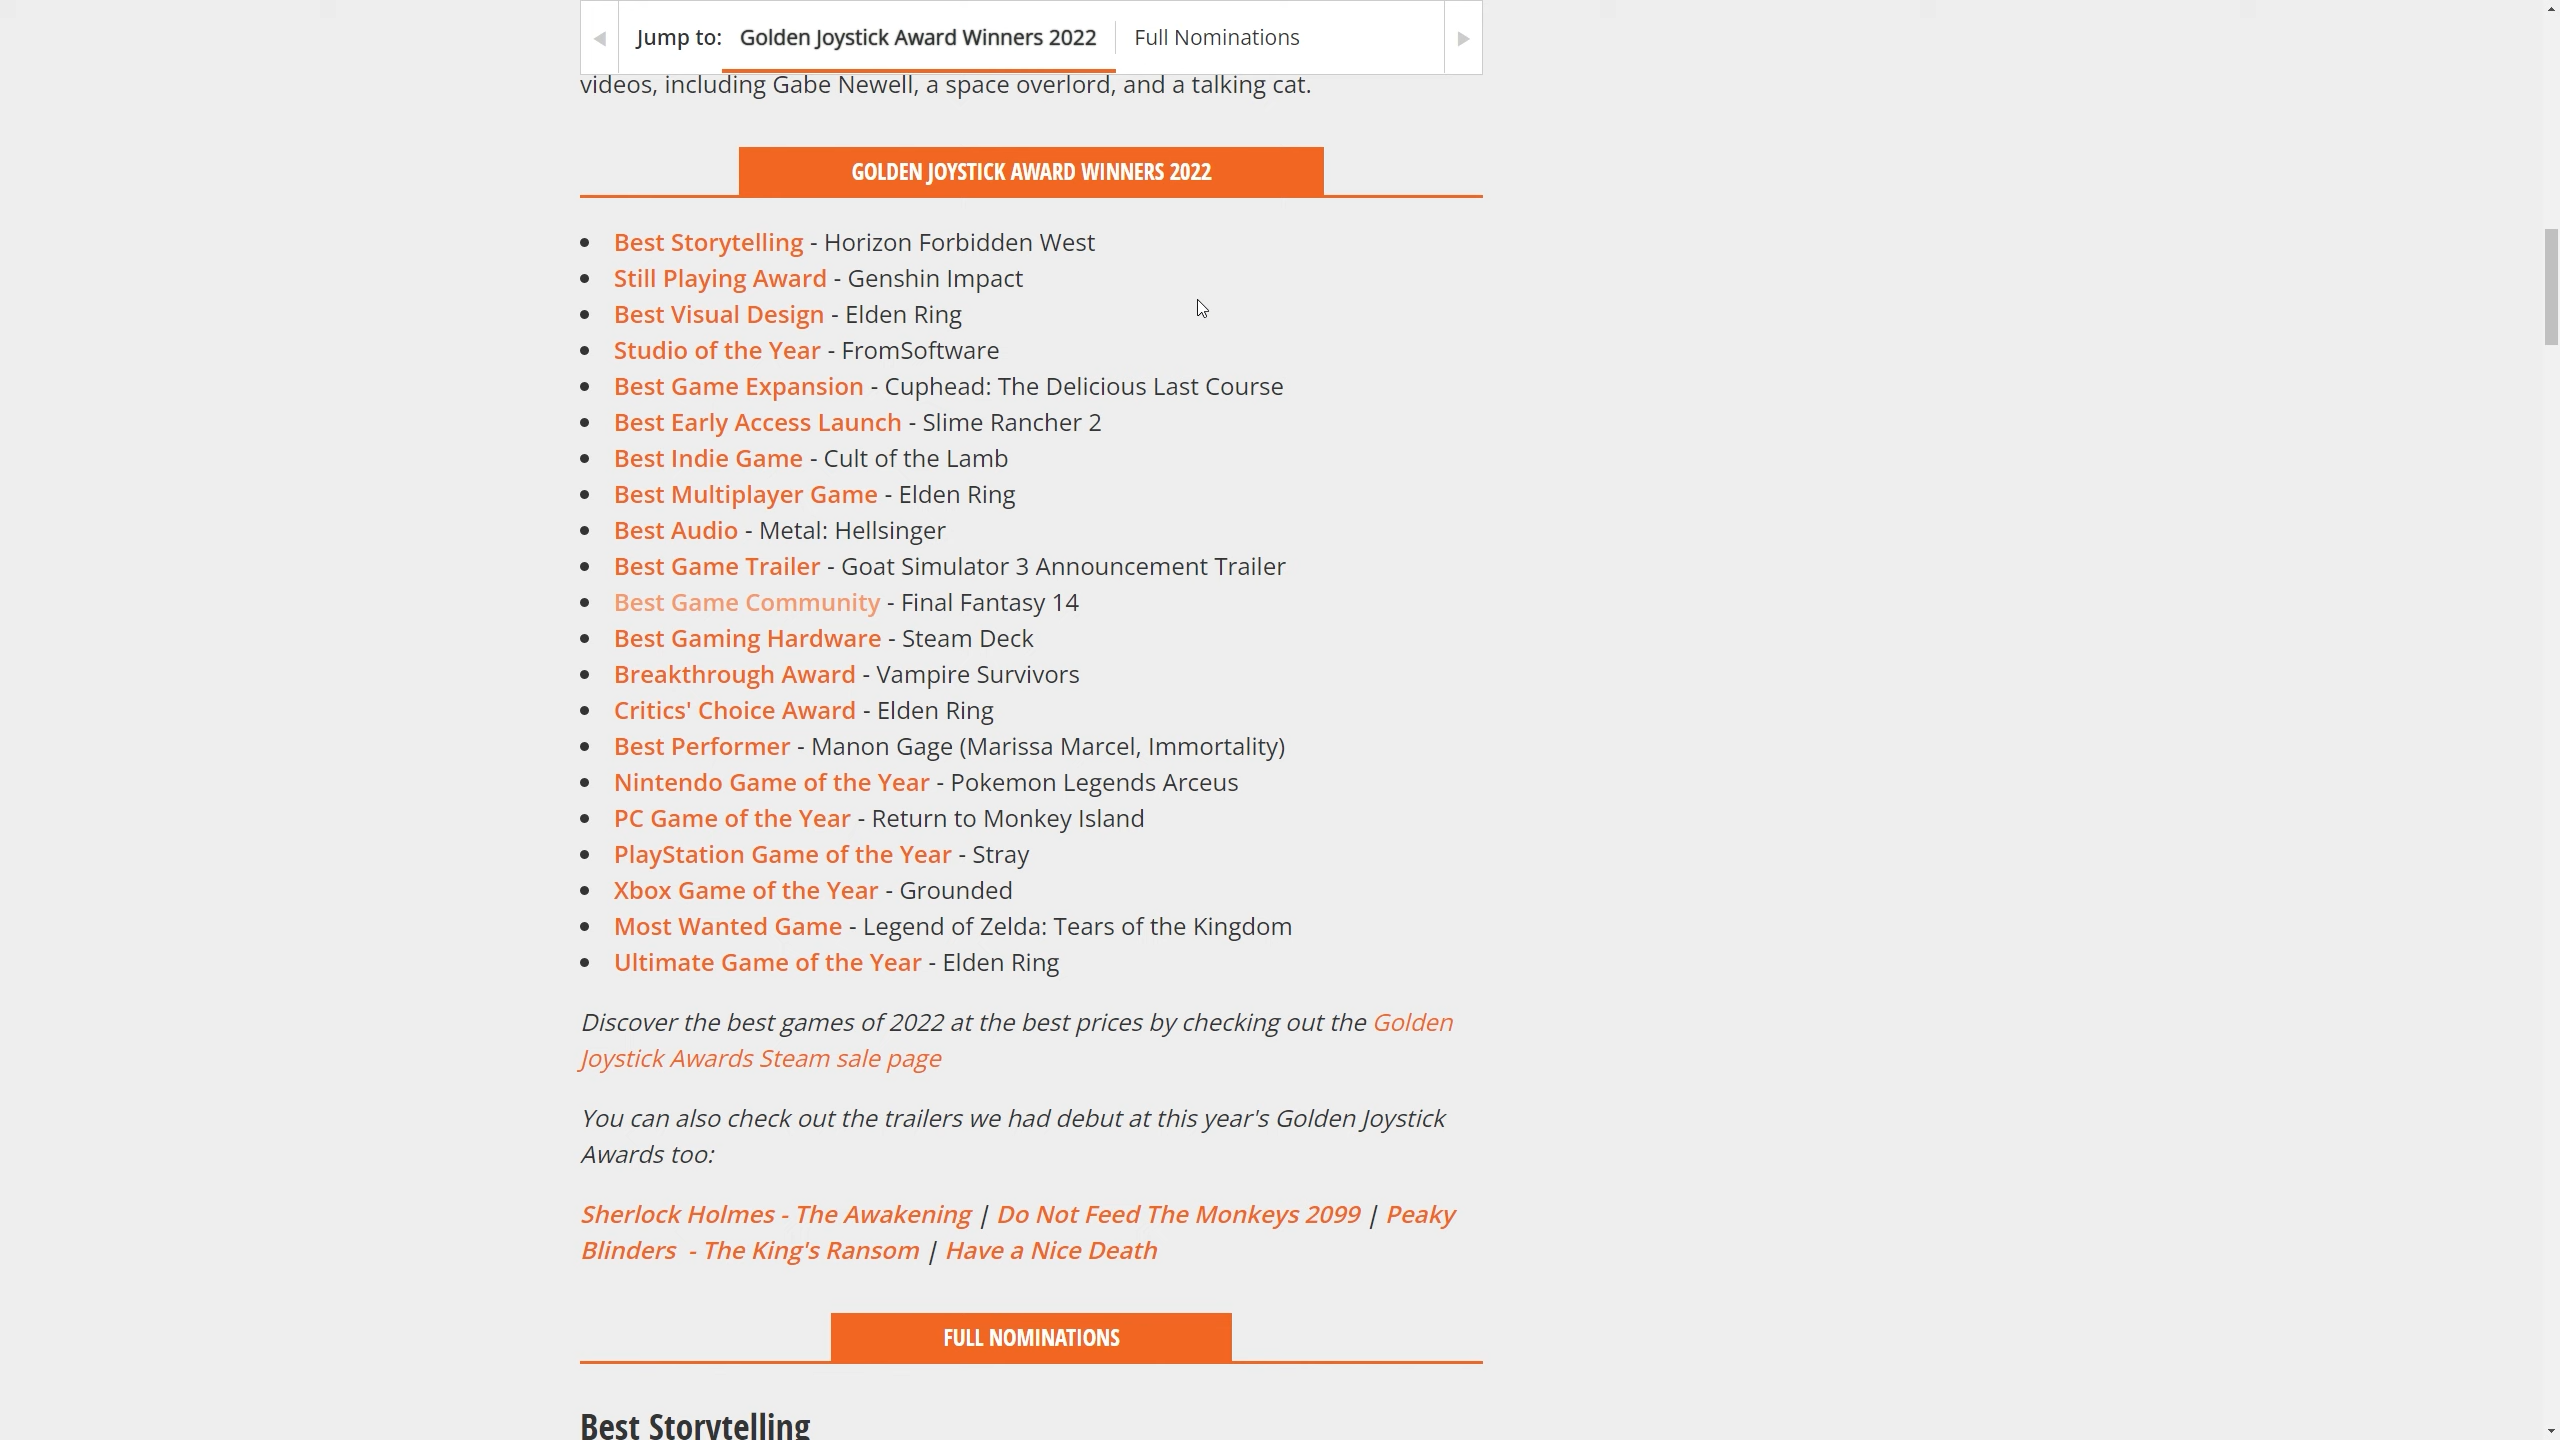 Jump to: Golden Joystick Award Winners 2022 Full Nominations
videos, including Gabe Newell, a space overlord, and a talking cat.
GOLDEN JOYSTICK AWARD WINNERS 2022
Best Storytelling - Horizon Forbidden West
Still Playing Award - Genshin Impact
Best Visual Design - Elden Ring
Studio of the Year - FromSoftware
Best Game Expansion - Cuphead: The Delicious Last Course
Best Early Access Launch - Slime Rancher 2
Best Indie Game - Cult of the Lamb
Best Multiplayer Game - Elden Ring
Best Audio - Metal: Hellsinger
Best Game Trailer - Goat Simulator 3 Announcement Trailer
Best Game Community - Final Fantasy 14
Best Gaming Hardware - Steam Deck
Breakthrough Award - Vampire Survivors
Critics' Choice Award - Elden Ring
Best Performer - Manon Gage (Marissa Marcel, Immortality)
Nintendo Game of the Year - Pokemon Legends Arceus
PC Game of the Year - Return to Monkey Island
PlayStation Game of the Year - Stray
Xbox Game of the Year - Grounded
Most Wanted Game - Legend of Zelda: Tears of the Kingdom
Ultimate Game of the Year - Elden Ring
Discover the best games of 2022 at the best prices by checking out the Golden
Joystick Awards Steam sale page
You can also check out the trailers we had debut at this year's Golden Joystick
Awards too:
Sherlock Holmes - The Awakening | Do Not Feed The Monkeys 2099 | Peaky
Blinders - The King's Ransom | Have a Nice Death
FULL NOMINATIONS
Best Storytelling